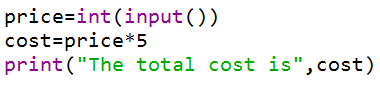 price=int(input())
cost=price*5
print("The total cost is",cost)